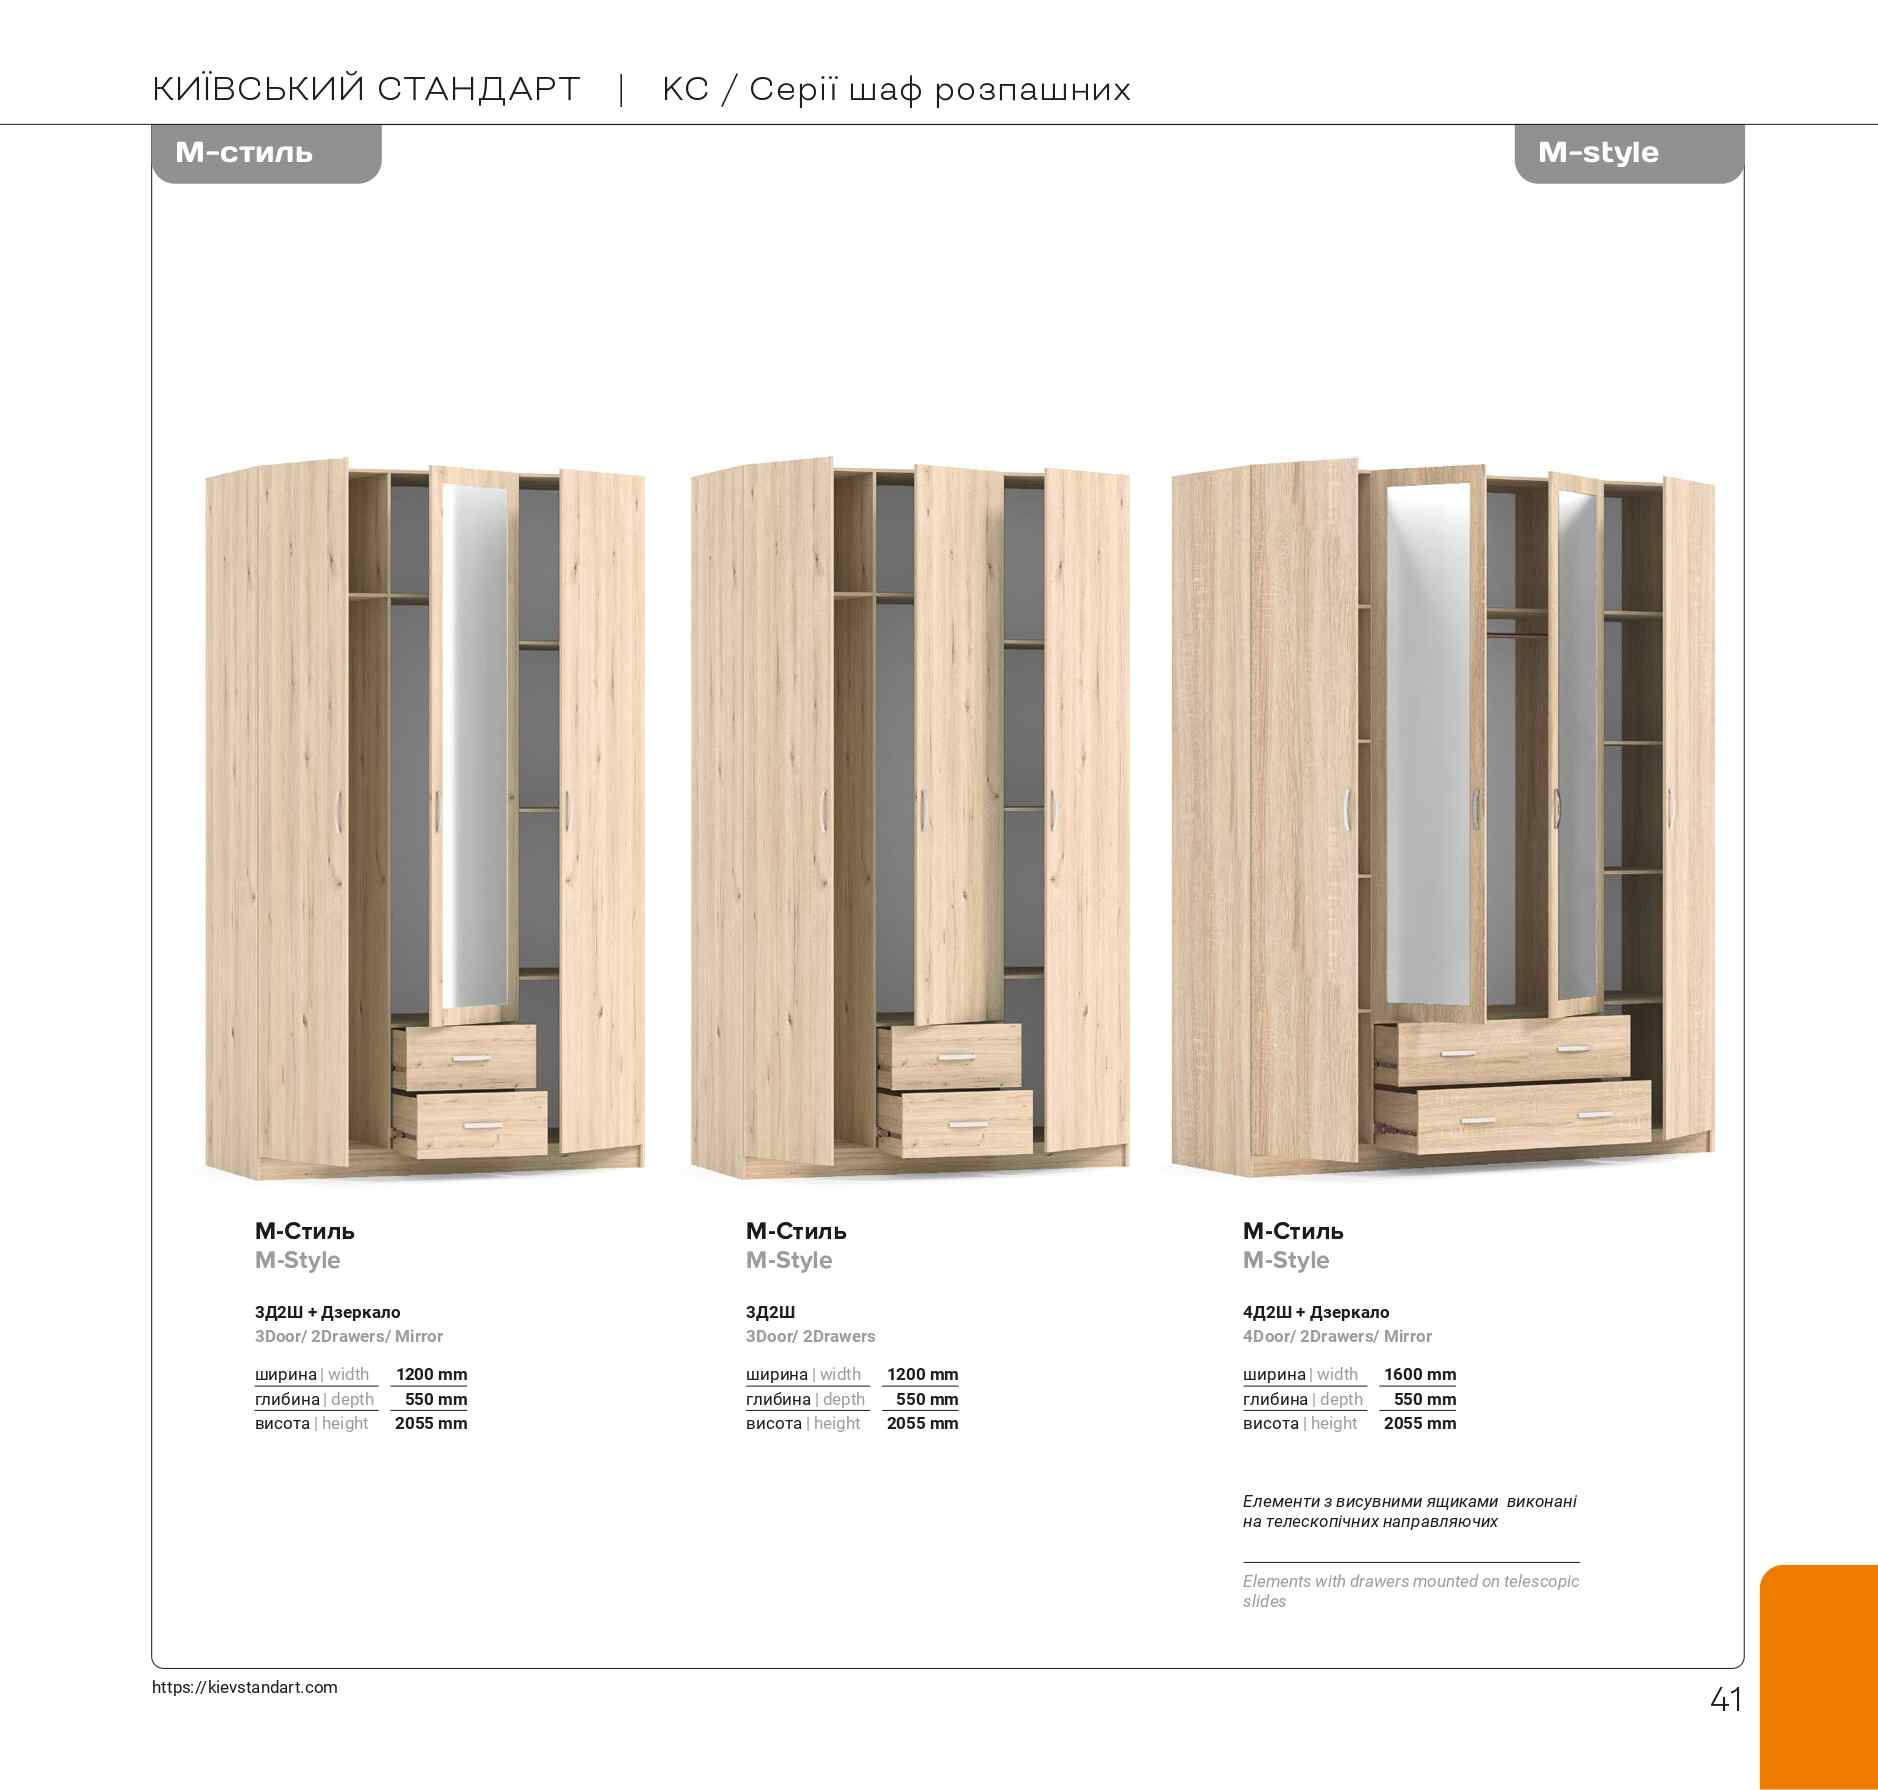 КИЇВСЬКИЙ СТАНДАРТ | КС / Серії шаф розпашних
М-стиль
M-style
М-Стиль
M-Style
3Д2Ш + Дзеркало
3Door/ 2Drawers/ Mirror
ширина | width 1200 mm
глибина | depth 550 mm
висота | height 2055 mm
М-Стиль
M-Style
3Д2Ш
3Door/ 2Drawers
ширина | width 1200 mm
глибина | depth 550 mm
висота | height 2055 mm
М-Стиль
M-Style
4Д2Ш + Дзеркало
4Door/ 2Drawers/ Mirror
ширина | width 1600 mm
глибина | depth 550 mm
висота | height 2055 mm
Елементи з висувними ящиками виконані
на телескопічних направляючих
Elements with drawers mounted on telescopic
slides
https://kievstandart.com
41